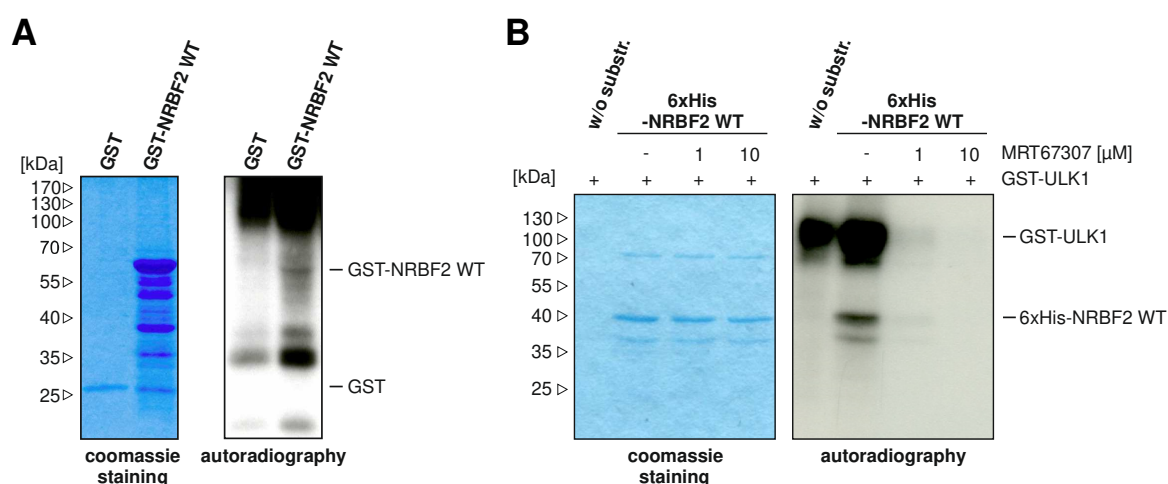 A
GST
GST-NRBF2 WT
GST
GST-NRBF2 WT
[kDa]
170
130
100
70
55
40
35
25
GST-NRBF2 WT
GST
coomassie
staining
autoradiography
B
w/o substr.
6xHis
-NRBF2 WT
w/o substr.
6xHis
-NRBF2 WT
- 1 10 - 1 10 MRT67307 [µM]
[kDa] + + + + + + + + GST-ULK1
130
100
70
55
40
35
25
GST-ULK1
6xHis-NRBF2 WT
coomassie
staining
autoradiography